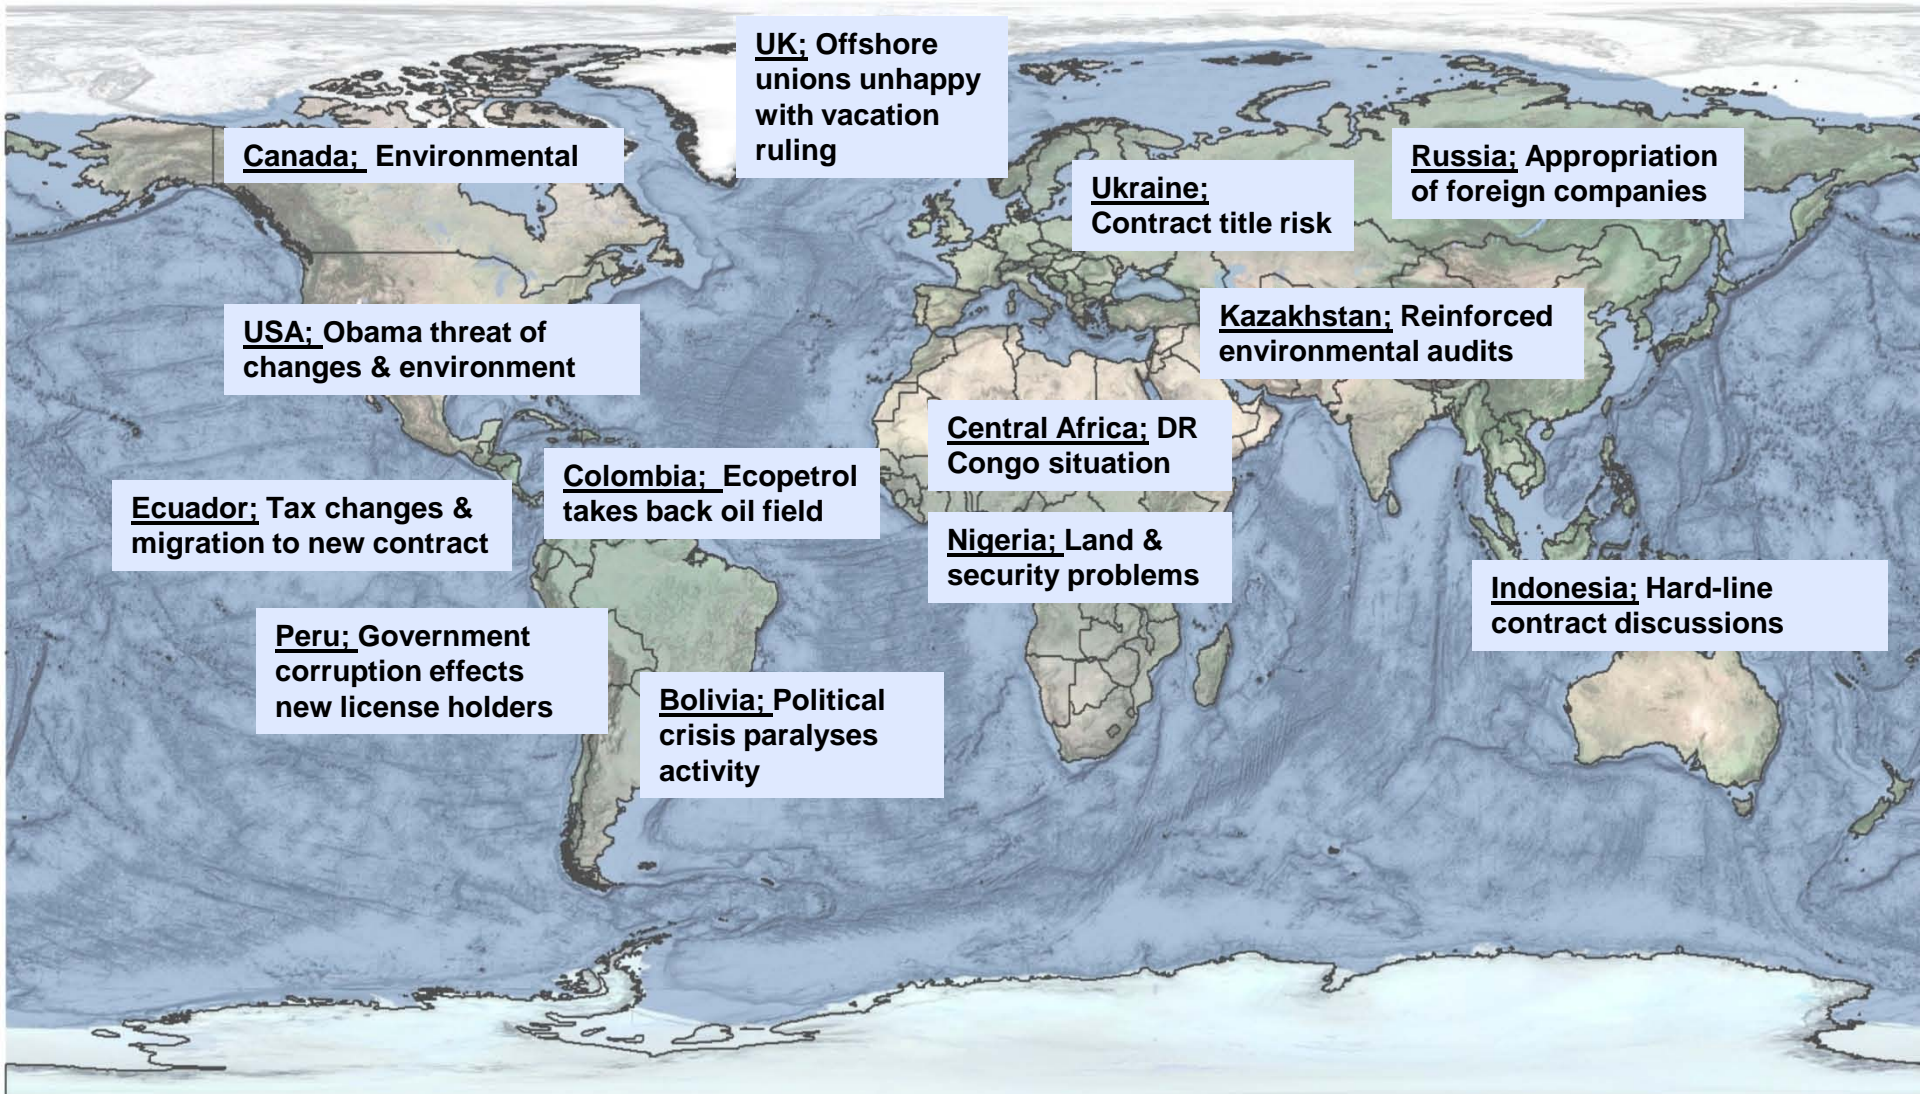 UK; Offshore
unions unhappy
with vacation
ruling
Canada; Environmental
Russia; Appropriation
of foreign companies
Ukraine;
Contract title risk
USA; Obama threat of
changes & environment
Kazakhstan; Reinforced
environmental audits
Central Africa; DR
Congo situation
Colombia; Ecopetrol
takes back oil field
Ecuador; Tax changes &
migration to new contract
Nigeria; Land &
security problems
Indonesia; Hard-line
contract discussions
Peru; Government
corruption effects
new license holders
Bolivia; Political
crisis paralyses
activity